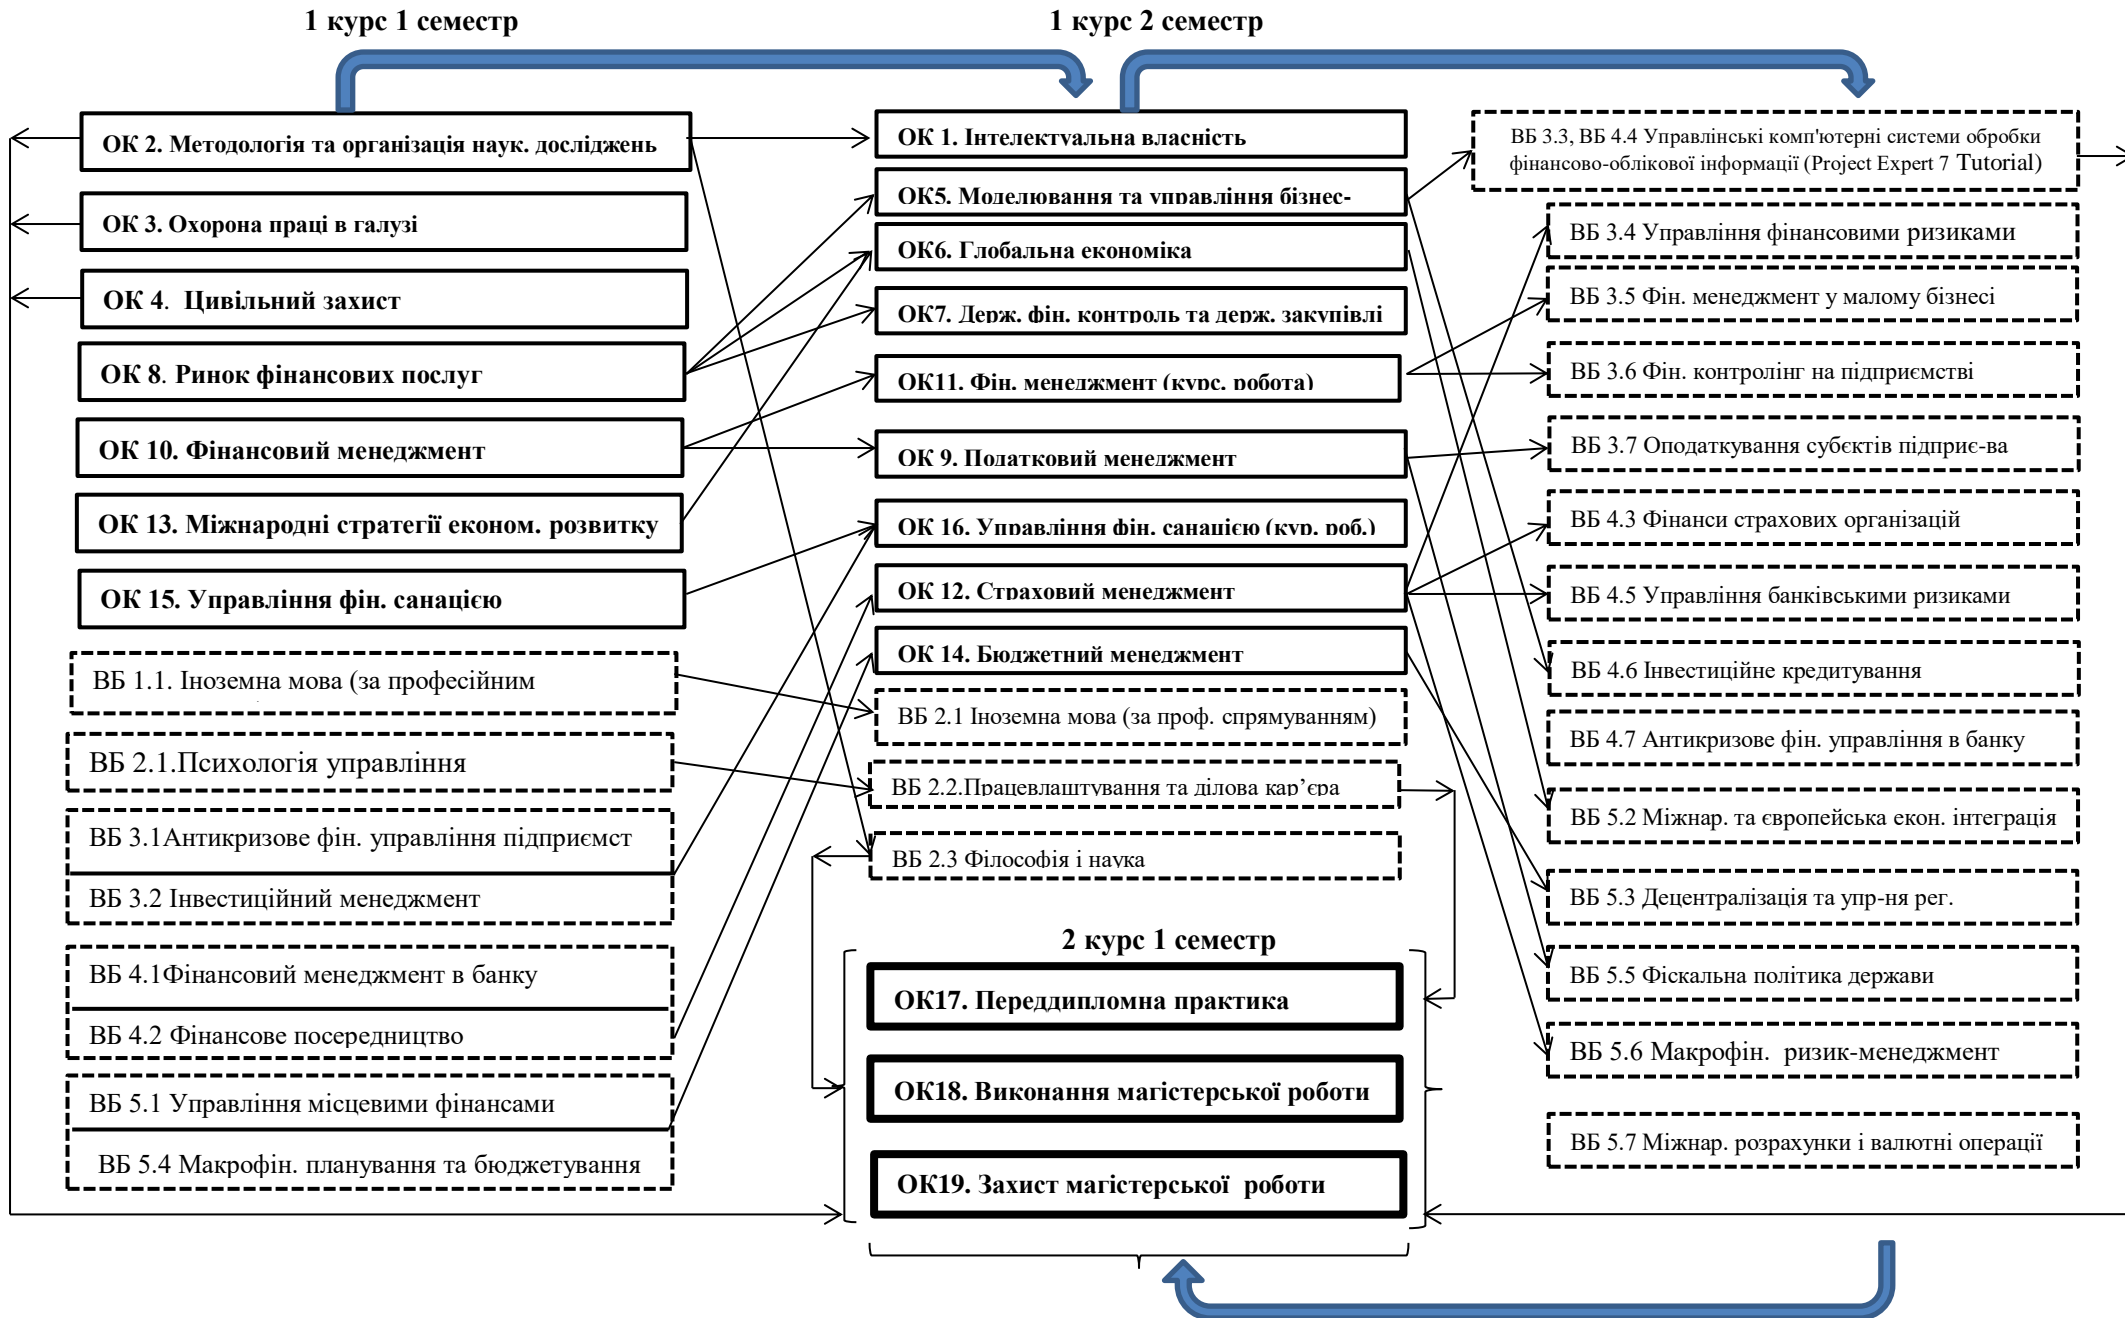 1 курс 1 семестр
1 курс 2 семестр
ОК 2. Методологія та організація наук. досліджень
ОК 3. Охорона праці в галузі
ОК 4.  Цивільний захист
ОК 8. Ринок фінансових послуг
ОК 10. Фінансовий менеджмент
ОК 13. Міжнародні стратегії економ. розвитку
ОК 15. Управління фін. санацією
ВБ 1.1. Іноземна мова (за професійним
ВБ 2.1.Психологія управління
ВБ 3.1Антикризове фін. управління підприємст
ВБ 3.2 Інвестиційний менеджмент
ВБ 4.1Фінансовий менеджмент в банку
ВБ 4.2 Фінансове посередництво
ВБ 5.1 Управління місцевими фінансами
ВБ 5.4 Макрофін. планування та бюджетування
ОК 1. Інтелектуальна власність
ОК5. Моделювання та управління бізнес-
ОК6. Глобальна економіка
ОК7. Держ. фін. контроль та держ. закупівлі
ОК11. Фін. менеджмент (курс. робота)
ОК 9. Податковий менеджмент
ОК 16. Управління фін. санацією (кур. роб.)
ОК 12. Страховий менеджмент
ОК 14. Бюджетний менеджмент
ВБ 2.1 Іноземна мова (за проф. спрямуванням)
ВБ 2.2.Працевлаштування та ділова кар’єра
ВБ 2.3 Філософія і наука
2 курс 1 семестр
ОК17. Переддипломна практика
ОК18. Виконання магістерської роботи
ОК19. Захист магістерської  роботи
ВБ 3.3, ВБ 4.4 Управлінські комп'ютерні системи обробки
фінансово-облікової інформації (Project Expert 7 Tutorial)
ВБ 3.4 Управління фінансовими ризиками
ВБ 3.5 Фін. менеджмент у малому бізнесі
ВБ 3.6 Фін. контролінг на підприємстві
ВБ 3.7 Оподаткування субєктів підприє-ва
ВБ 4.3 Фінанси страхових організацій
ВБ 4.5 Управління банківськими ризиками
ВБ 4.6 Інвестиційне кредитування
ВБ 4.7 Антикризове фін. управління в банку
ВБ 5.2 Міжнар. та європейська екон. інтеграція
ВБ 5.3 Децентралізація та упр-ня рег.
ВБ 5.5 Фіскальна політика держави
ВБ 5.6 Макрофін.  ризик-менеджмент
ВБ 5.7 Міжнар. розрахунки і валютні операції